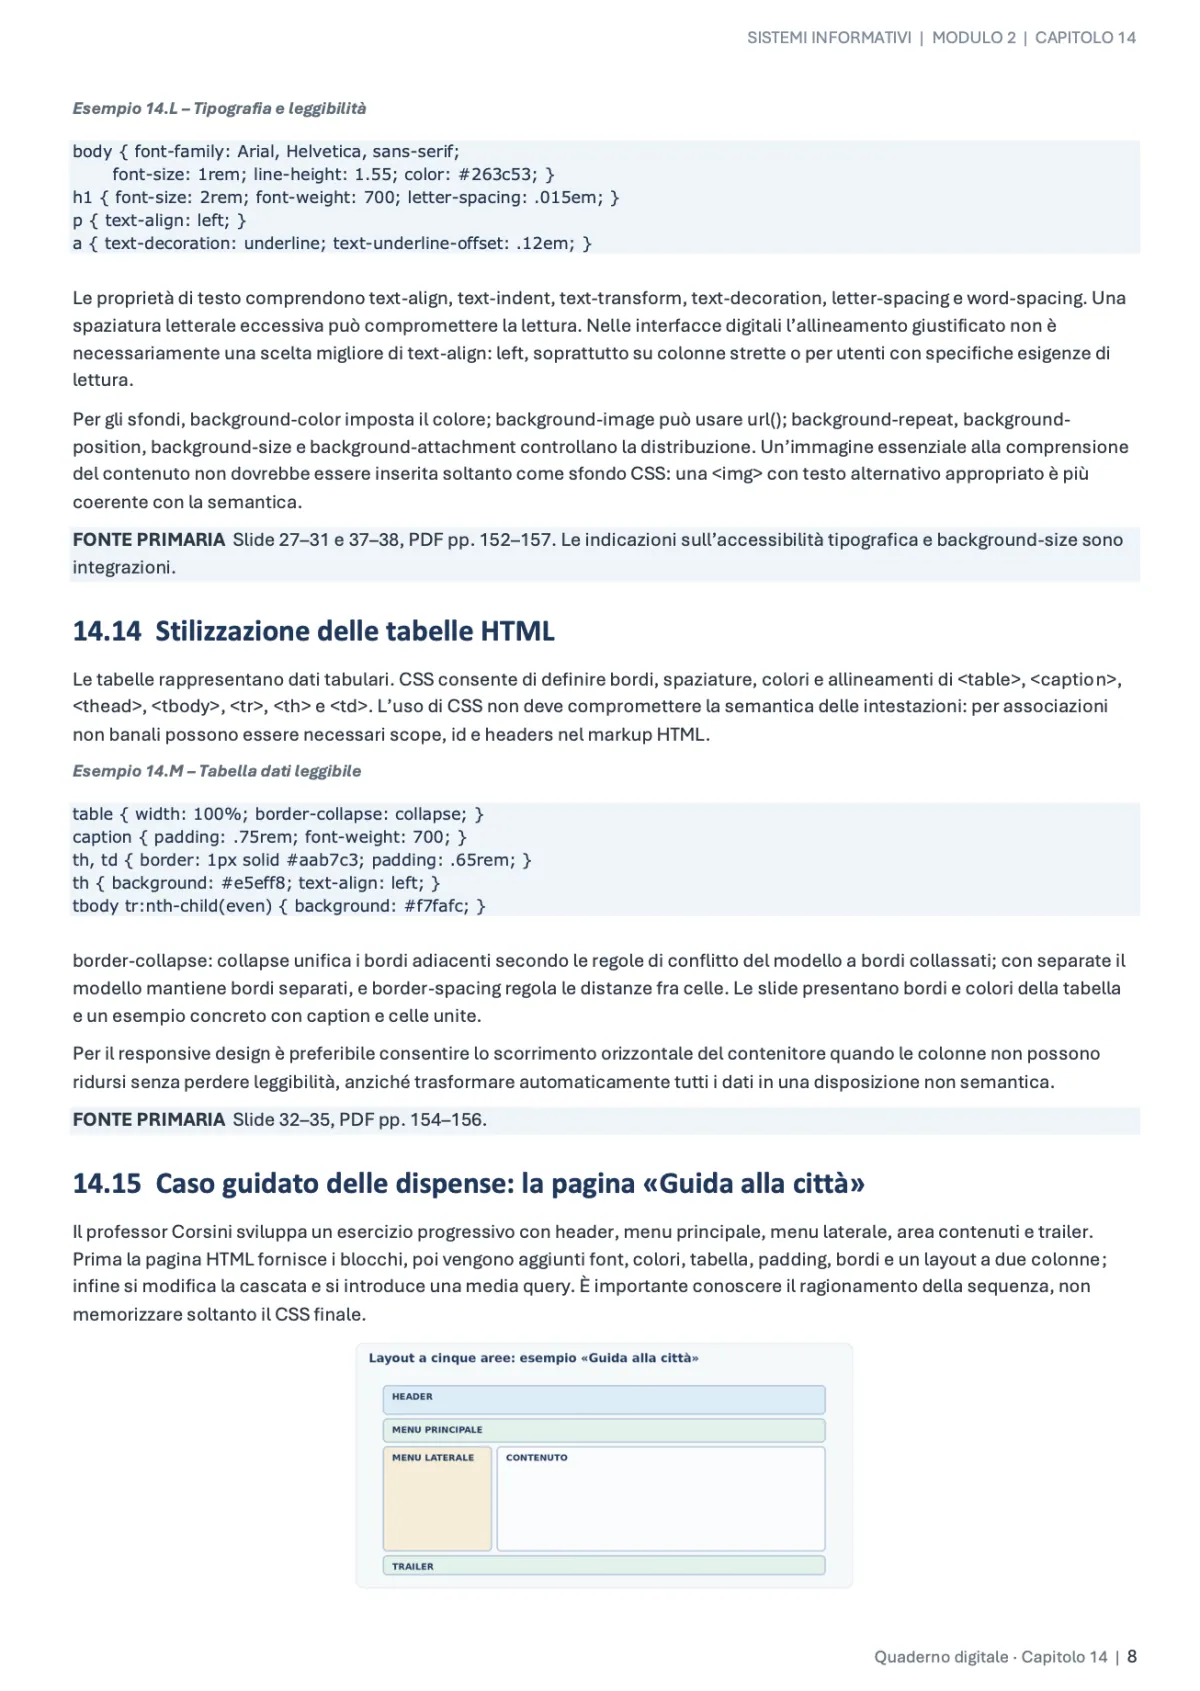 SISTEMI INFORMATIVI | MODULO 2 | CAPITOLO 14
Esempio 14.L – Tipografia e leggibilità
body { font-family: Arial, Helvetica, sans-serif;
font-size: 1rem; line-height: 1.55; color: #263c53; }
h1 { font-size: 2rem; font-weight: 700; letter-spacing: .015em; }
p { text-align: left; }
a { text-decoration: underline; text-underline-offset: .12em; }
Le proprietà di testo comprendono text-align, text-indent, text-transform, text-decoration, letter-spacing e word-spacing. Una
spaziatura letterale eccessiva può compromettere la lettura. Nelle interfacce digitali l’allineamento giustificato non è
necessariamente una scelta migliore di text-align: left, soprattutto su colonne strette o per utenti con specifiche esigenze di
lettura.
Per gli sfondi, background-color imposta il colore; background-image può usare url(); background-repeat, background-
position, background-size e background-attachment controllano la distribuzione. Un’immagine essenziale alla comprensione
del contenuto non dovrebbe essere inserita soltanto come sfondo CSS: una <img> con testo alternativo appropriato è più
coerente con la semantica.
FONTE PRIMARIA Slide 27–31 e 37–38, PDF pp. 152–157. Le indicazioni sull’accessibilità tipografica e background-size sono
integrazioni.
14.14 Stilizzazione delle tabelle HTML
Le tabelle rappresentano dati tabulari. CSS consente di definire bordi, spaziature, colori e allineamenti di <table>, <caption>,
<thead>, <tbody>, <tr>, <th> e <td>. L’uso di CSS non deve compromettere la semantica delle intestazioni: per associazioni
non banali possono essere necessari scope, id e headers nel markup HTML.
Esempio 14.M – Tabella dati leggibile
table { width: 100%; border-collapse: collapse; }
caption { padding: .75rem; font-weight: 700; }
th, td { border: 1px solid #aab7c3; padding: .65rem; }
th { background: #e5eff8; text-align: left; }
tbody tr:nth-child(even) { background: #f7fafc; }
border-collapse: collapse unifica i bordi adiacenti secondo le regole di conflitto del modello a bordi collassati; con separate il
modello mantiene bordi separati, e border-spacing regola le distanze fra celle. Le slide presentano bordi e colori della tabella
e un esempio concreto con caption e celle unite.
Per il responsive design è preferibile consentire lo scorrimento orizzontale del contenitore quando le colonne non possono
ridursi senza perdere leggibilità, anziché trasformare automaticamente tutti i dati in una disposizione non semantica.
FONTE PRIMARIA Slide 32–35, PDF pp. 154–156.
14.15 Caso guidato delle dispense: la pagina «Guida alla città»
Il professor Corsini sviluppa un esercizio progressivo con header, menu principale, menu laterale, area contenuti e trailer.
Prima la pagina HTML fornisce i blocchi, poi vengono aggiunti font, colori, tabella, padding, bordi e un layout a due colonne;
infine si modifica la cascata e si introduce una media query. È importante conoscere il ragionamento della sequenza, non
memorizzare soltanto il CSS finale.
Layout a cinque aree: esempio «Guida alla città»
HEADER
MENU PRINCIPALE
MENU LATERALE
CONTENUTO
TRAILER
Quaderno digitale · Capitolo 14 | 8